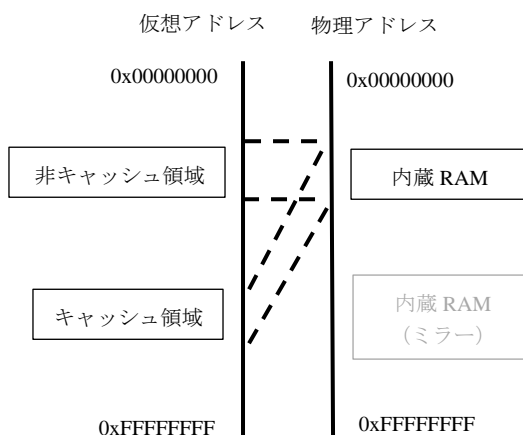 仮想アドレス
物理アドレス
0x00000000
0x00000000
非キャッシュ領域
内蔵 RAM
キャッシュ領域
内蔵 RAM
（ミラー）
0xFFFFFFFF
0xFFFFFFFF